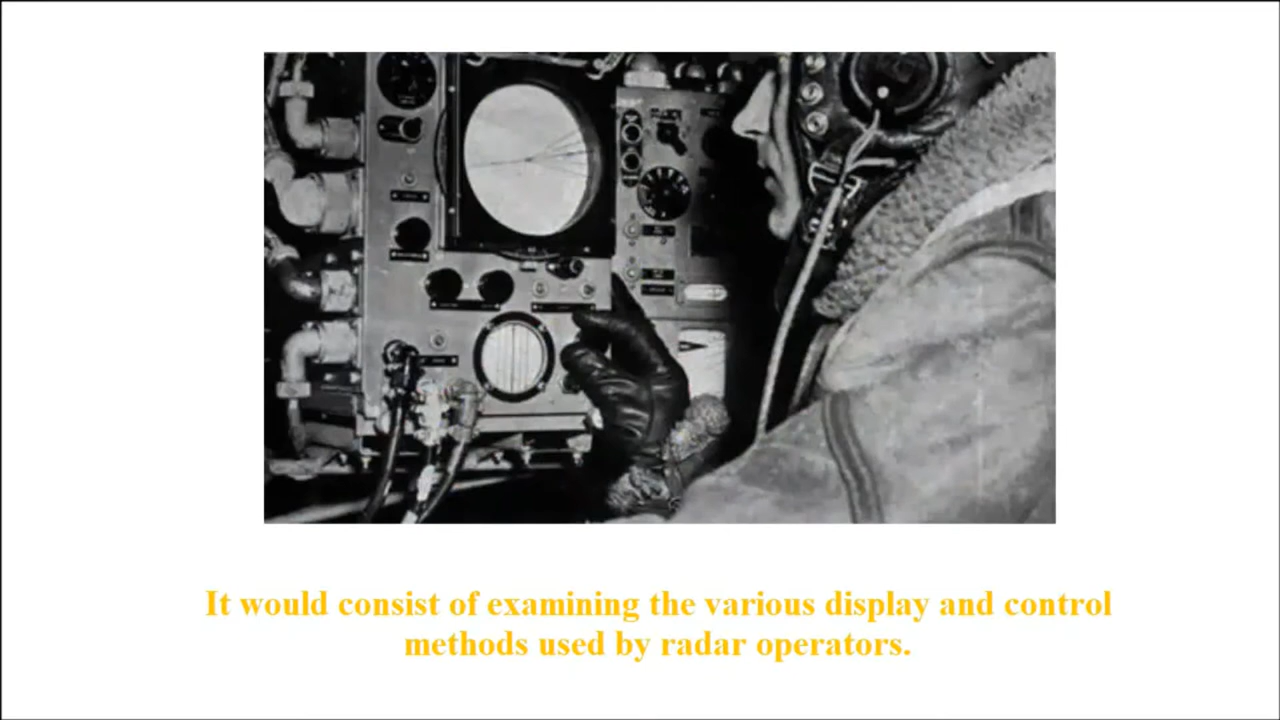 It would consist of examining the various display and control
methods used by radar operators.